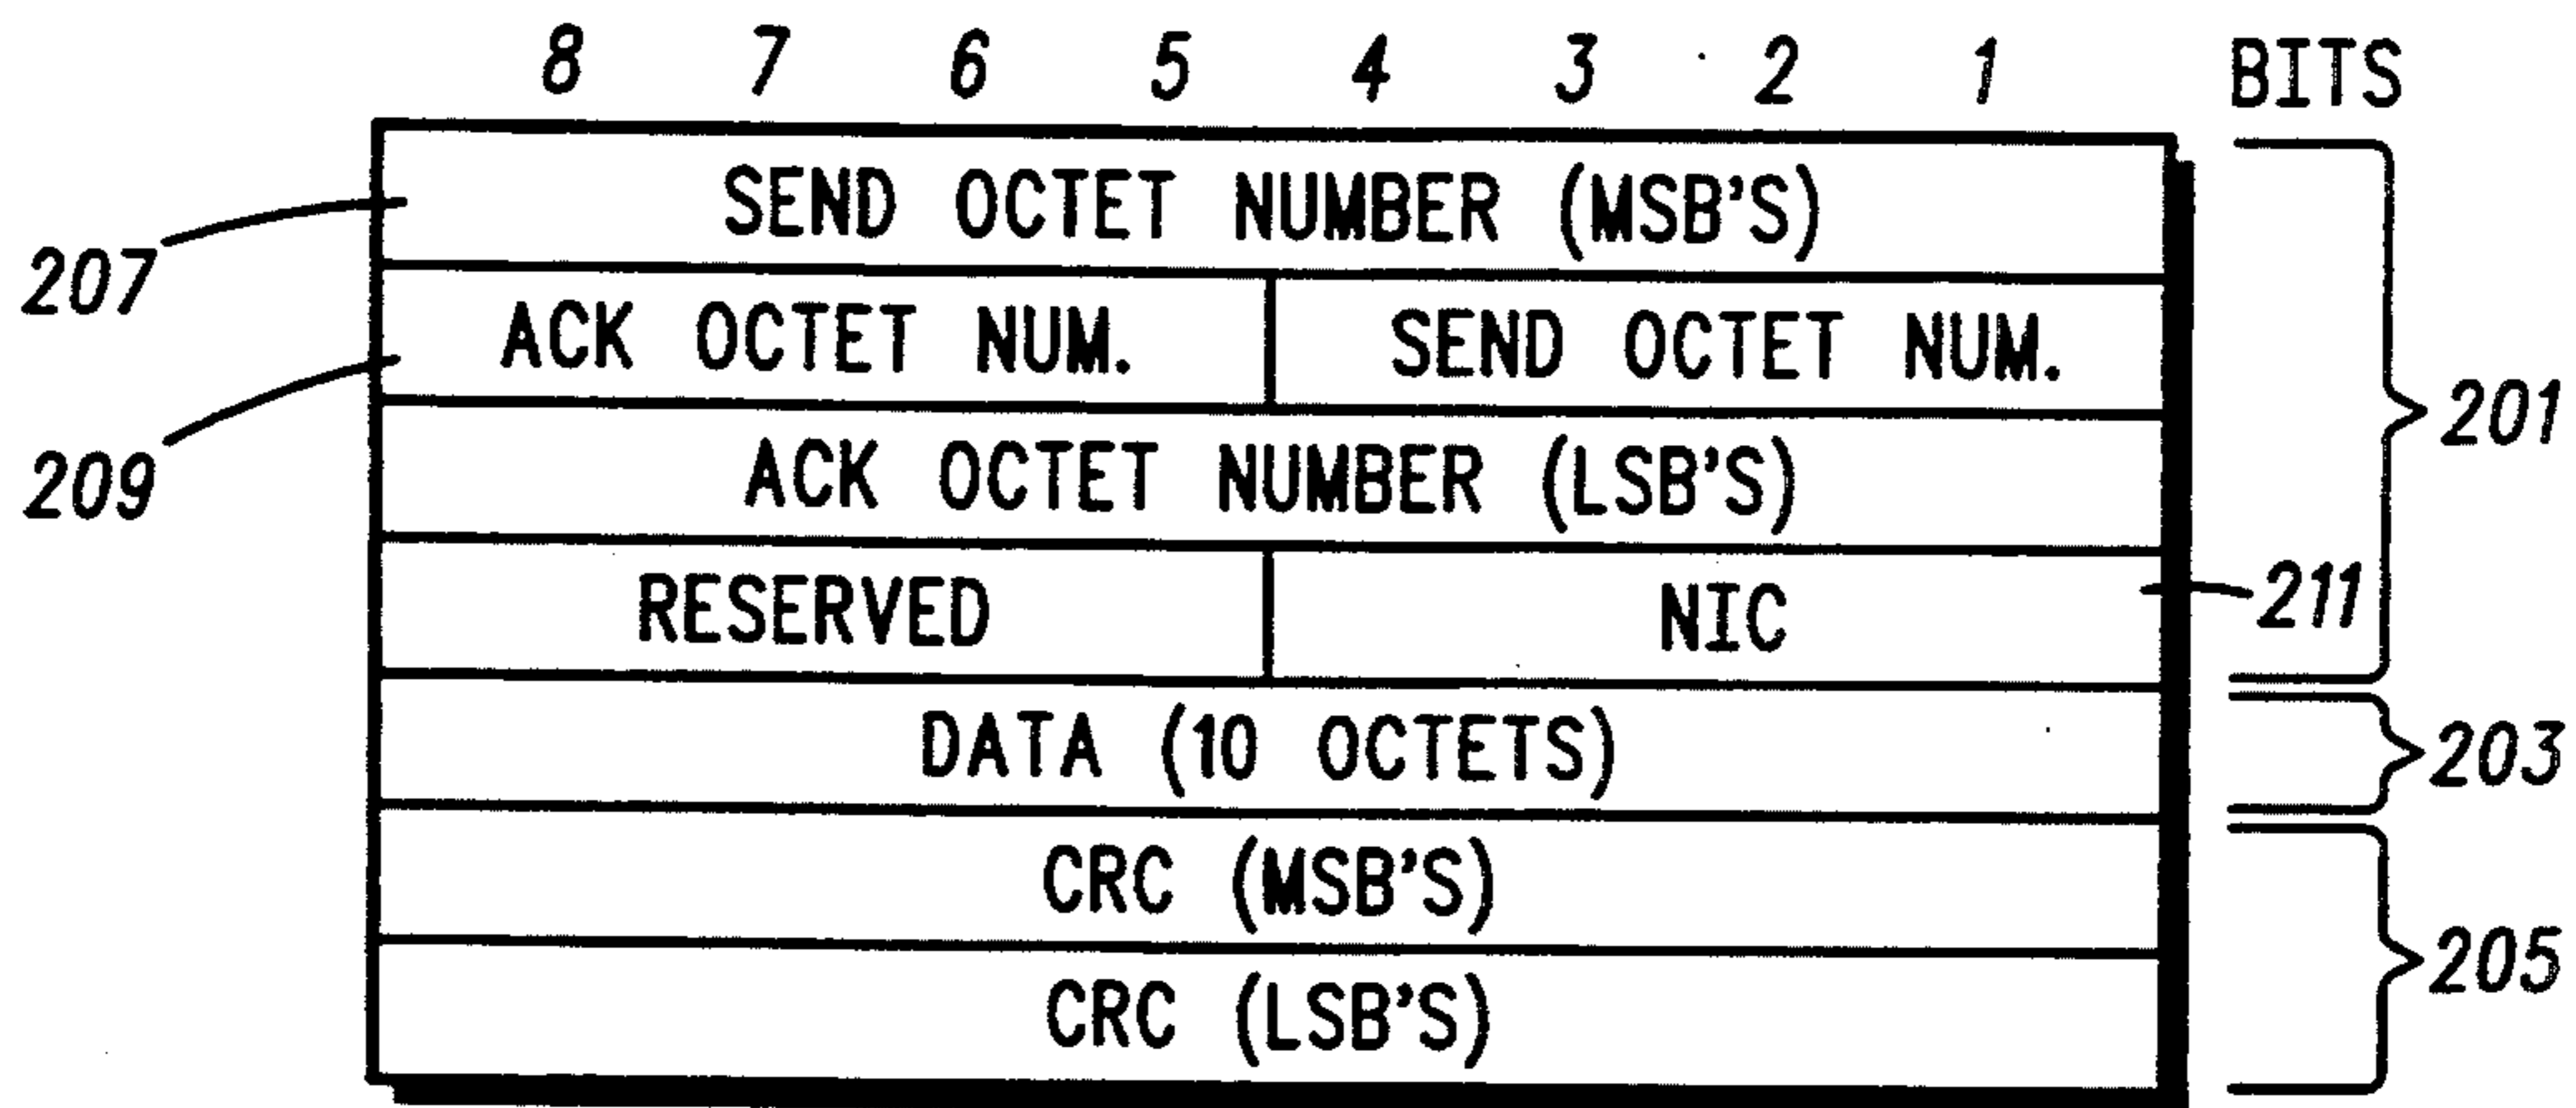 8 7 6 5 4 3 2 1 BITS
SEND OCTET NUMBER (MSB'S)
207
ACK OCTET NUM. SEND OCTET NUM.
209
201
ACK OCTET NUMBER (LSB'S)
RESERVED NIC
211
DATA (10 OCTETS)
203
CRC (MSB'S)
205
CRC (LSB'S)